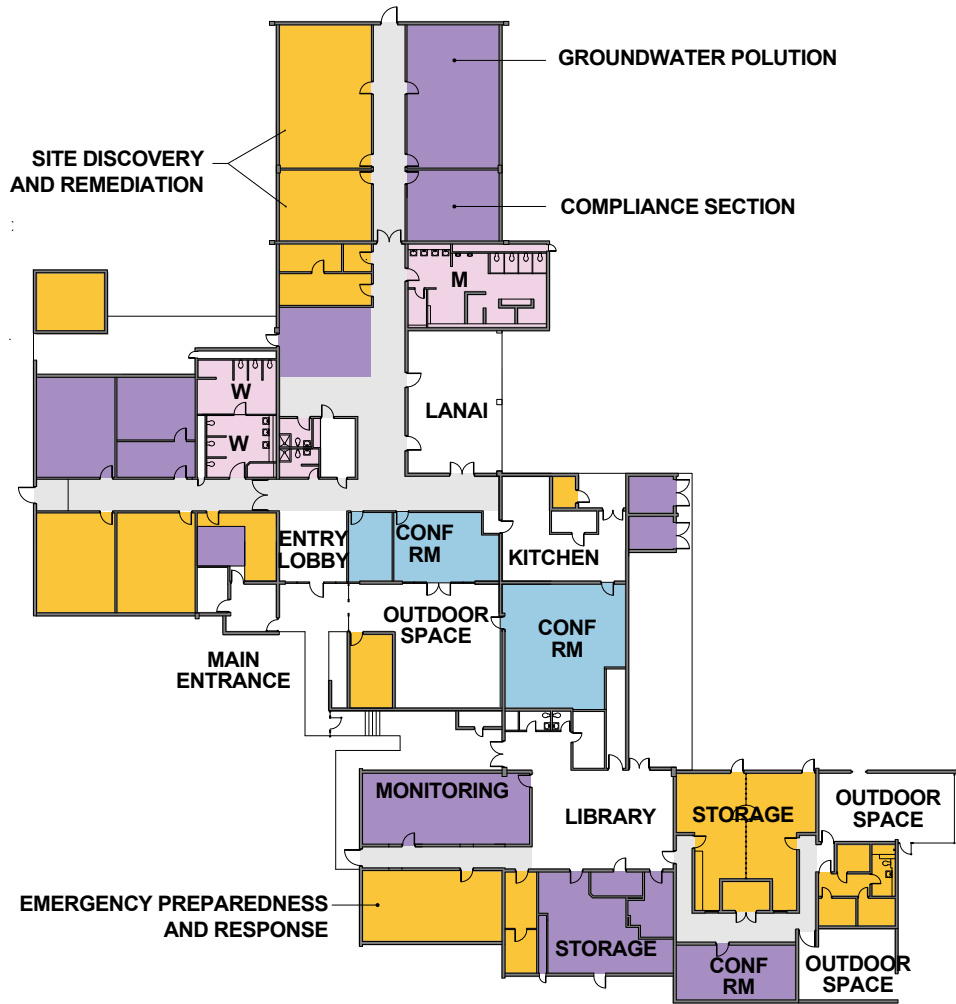 GROUNDWATER POLUTION
SITE DISCOVERY
AND REMEDIATION
COMPLIANCE SECTION
M
W
LANAI
W
ENTRY
LOBBY
CONF
RM
KITCHEN
OUTDOOR
SPACE
CONF
RM
MAIN
ENTRANCE
MONITORING
LIBRARY
STORAGE
OUTDOOR
SPACE
EMERGENCY PREPAREDNESS
AND RESPONSE
STORAGE
CONF
RM
OUTDOOR
SPACE